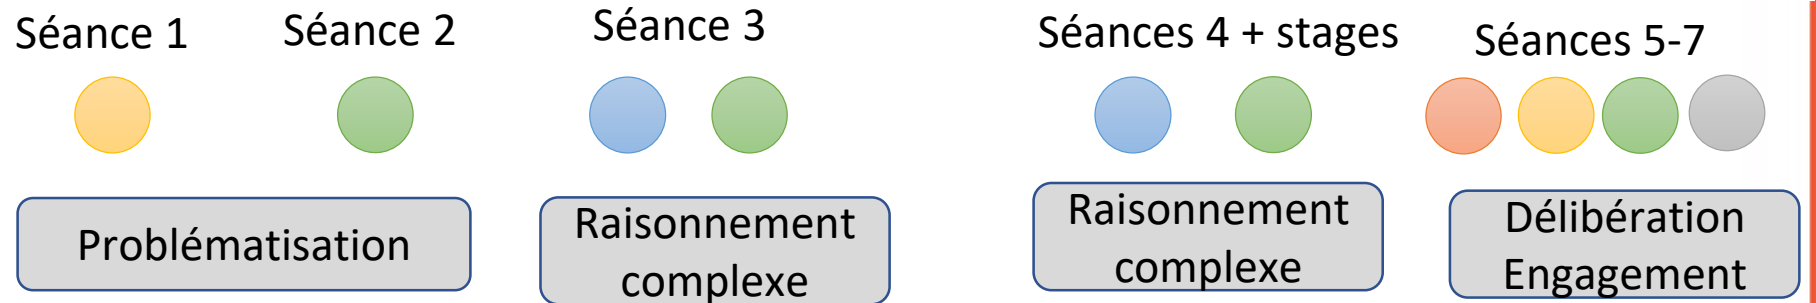 Séance 1
Séance 2
Séance 3
Séances 4 + stages
Séances 5-7
Problématisation
Raisonnement
complexe
Raisonnement
complexe
Délibération
Engagement